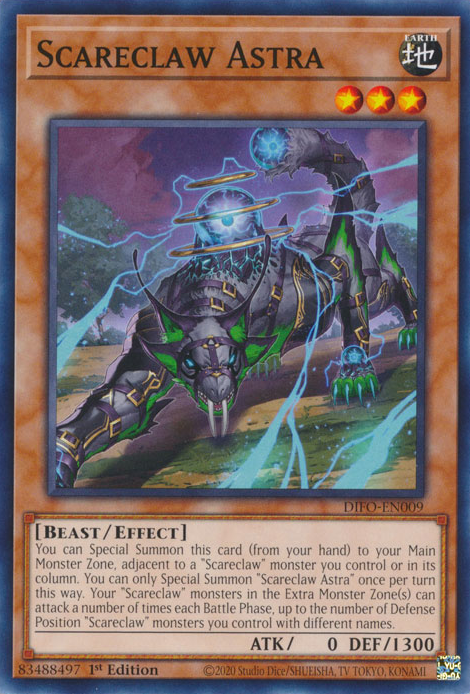 SCARECLAW ASTRA
EARTH
地
DIFO-EN009
[BEAST/EFFECT]
You can Special Summon this card (from your hand) to your Main
Monster Zone, adjacent to a "Scareclaw" monster you control or in its
column. You can only Special Summon "Scareclaw Astra" once per turn
this way. Your "Scareclaw" monsters in the Extra Monster Zone(s) can
attack a number of times each Battle Phase, up to the number of Defense
Position "Scareclaw" monsters you control with different names.
ATK/ 0 DEF/1300
83488497 1st Edition ©2020 Studio Dice/SHUEISHA, TV TOKYO, KONAMI